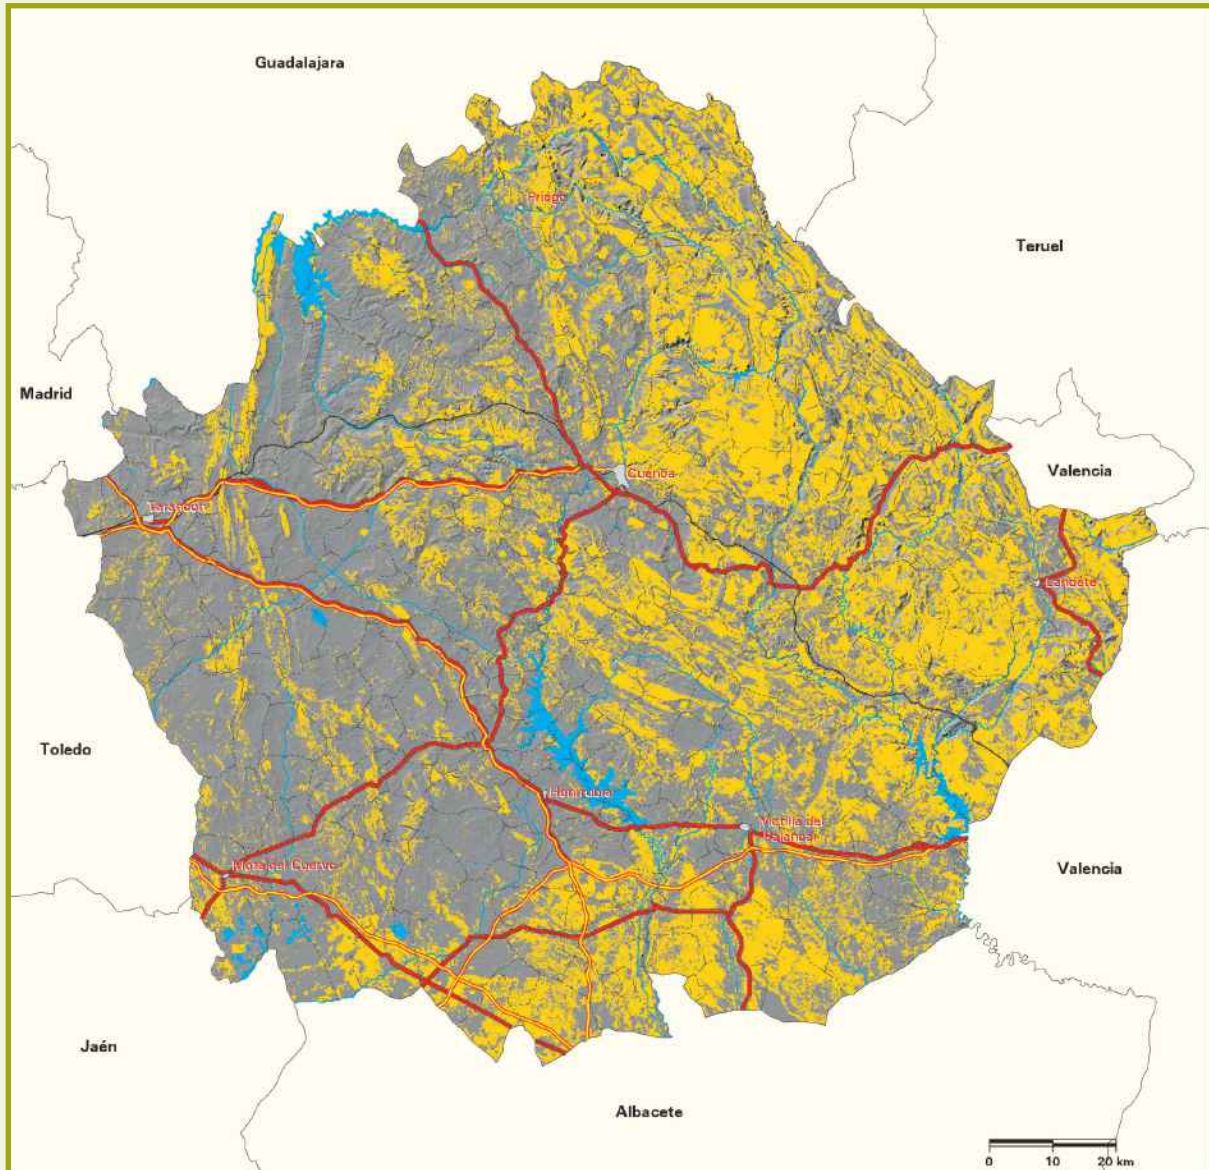 Guadalajara
Priego
Teruel
Madrid
Valencia
Cuenca
Tarancón
Landete
Toledo
Honrubia
Motilla del
Palancar
Mota del Cuervo
Valencia
Jaén
Albacete
0 10 20 km